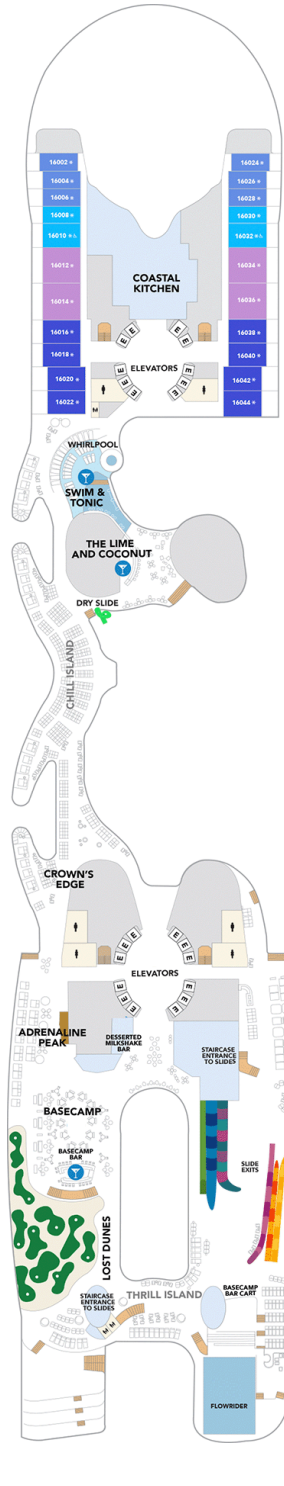 16002
16024
16004
16026
16006
16028
16008
16030
16010
16032
16012
16034
COASTAL
KITCHEN
16014
16036
16016
16038
16018
16040
ELEVATORS
16020
16042
16022
16044
WHIRLPOOL
SWIM &
TONIC
THE LIME
AND COCONUT
DRY SLIDE
CHILL ISLAND
CROWN'S
EDGE
ELEVATORS
ADRENALINE
PEAK
DESSERTED
MILKSHAKE
BAR
STAIRCASE
ENTRANCE
TO SLIDES
BASECAMP
BASECAMP
BAR
SLIDE
EXITS
LOST DUNES
STAIRCASE
ENTRANCE
TO SLIDES
THRILL ISLAND
BASECAMP
BAR CART
FLOWRIDER